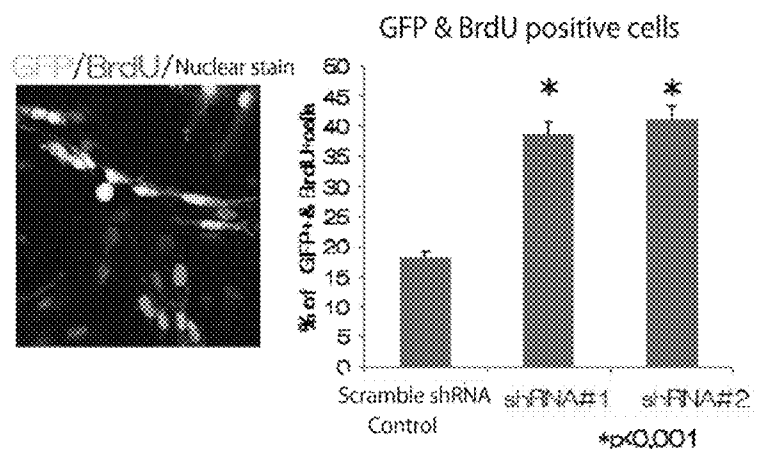 GFP & BrdU positive cells
GFP/BrdU/Nuclear stain
% of GFP+ & BrdU+cells
50
45
40
35
30
25
20
15
10
5
0
*
*
Scramble shRNA Control
shRNA#1
shRNA#2
*p<0.001